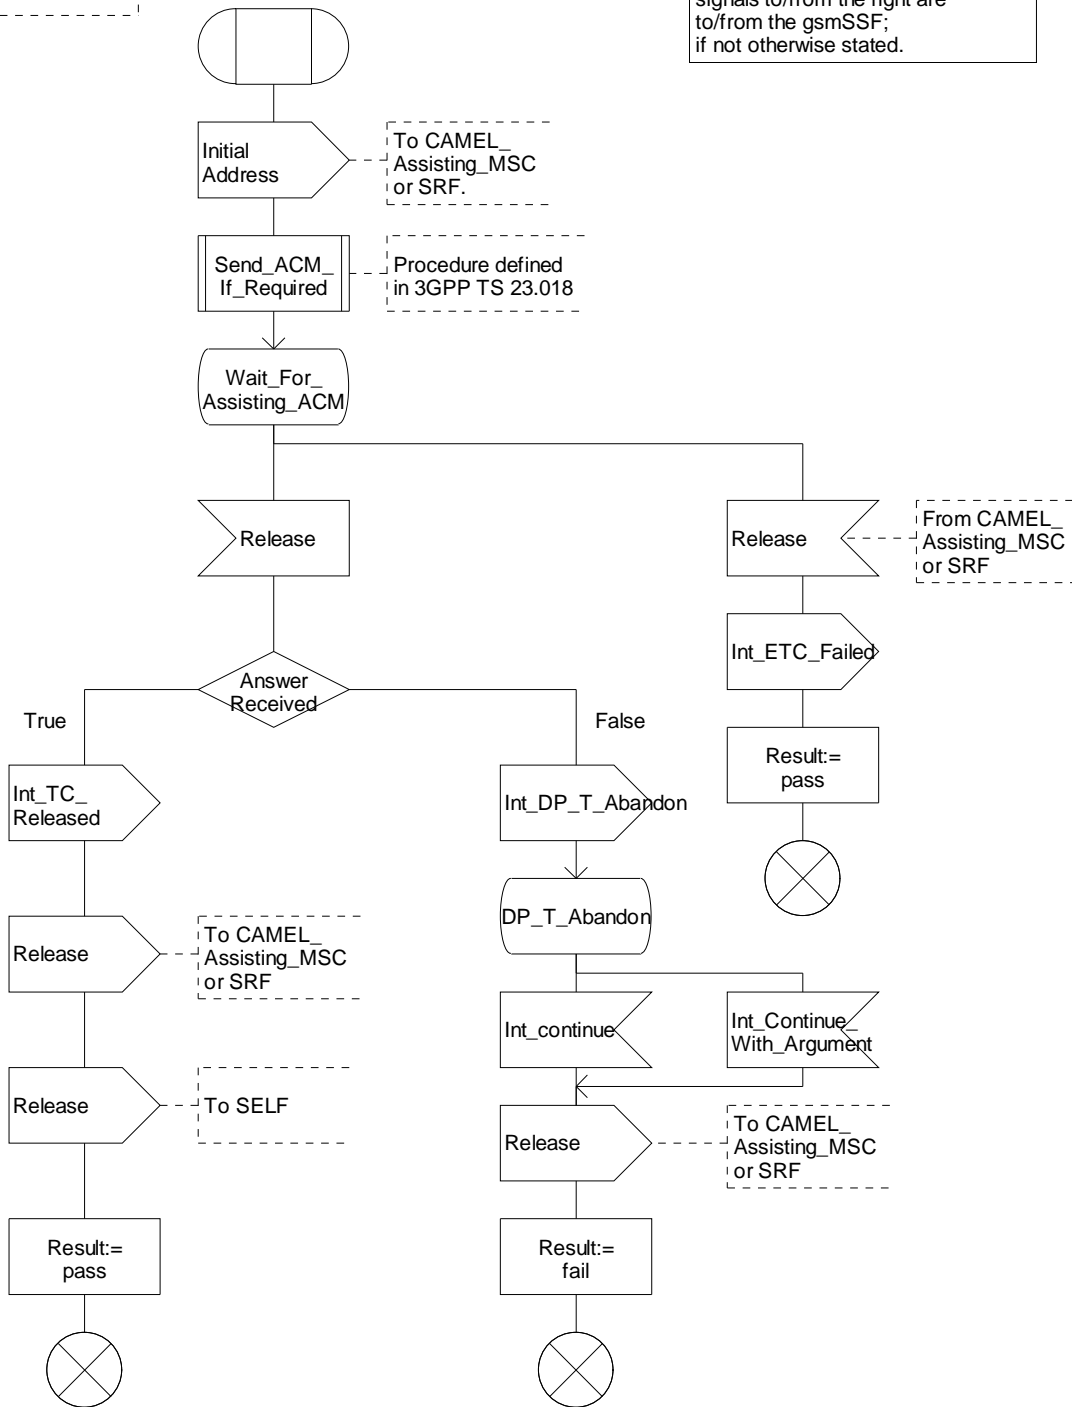 signals to/from the right are
to/from the gsmSSF;
if not otherwise stated.
Initial
Address
To CAMEL_
Assisting_MSC
or SRF.
Send_ACM_
If_Required
Procedure defined
in 3GPP TS 23.018
Wait_For_
Assisting_ACM
Release
Release
From CAMEL_
Assisting_MSC
or SRF
Int_ETC_Failed
Answer
Received
True
False
Result:=
pass
Int_TC_
Released
Int_DP_T_Abandon
DP_T_Abandon
Release
To CAMEL_
Assisting_MSC
or SRF
Int_continue
Int_Continue_
With_Argument
Release
To SELF
Release
To CAMEL_
Assisting_MSC
or SRF
Result:=
pass
Result:=
fail